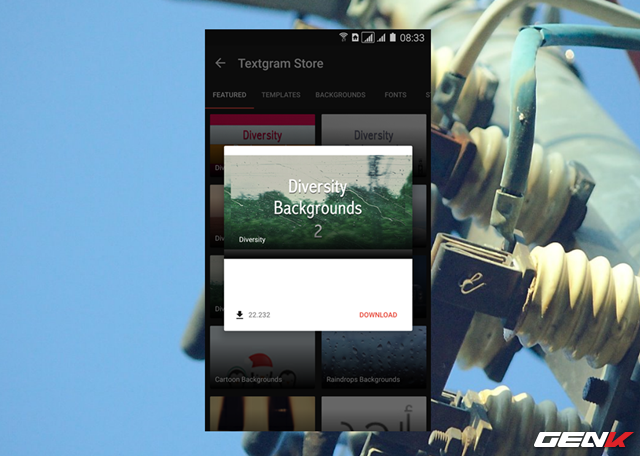 08:33
Textgram Store
FEATURED TEMPLATES BACKGROUNDS FONTS
Diversity
Diversity
Diversity
Backgrounds
2
Diversity
22.232
DOWNLOAD
Cartoon Backgrounds
Raindrops Backgrounds
أبجد
GENK